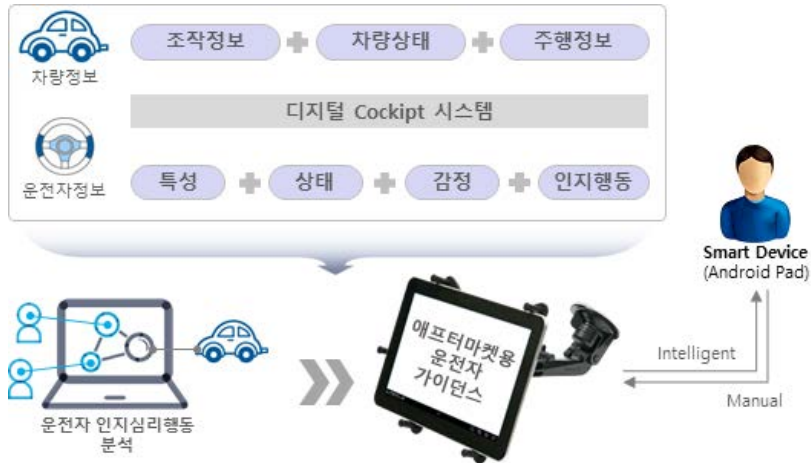 조작정보 차량상태 주행정보
차량정보
디지털 Cockipt 시스템
운전자정보
특성 상태 감정 인지행동
Smart Device
(Android Pad)
애프터마켓용
운전자
가이던스
Intelligent
Manual
운전자 인지심리행동
분석